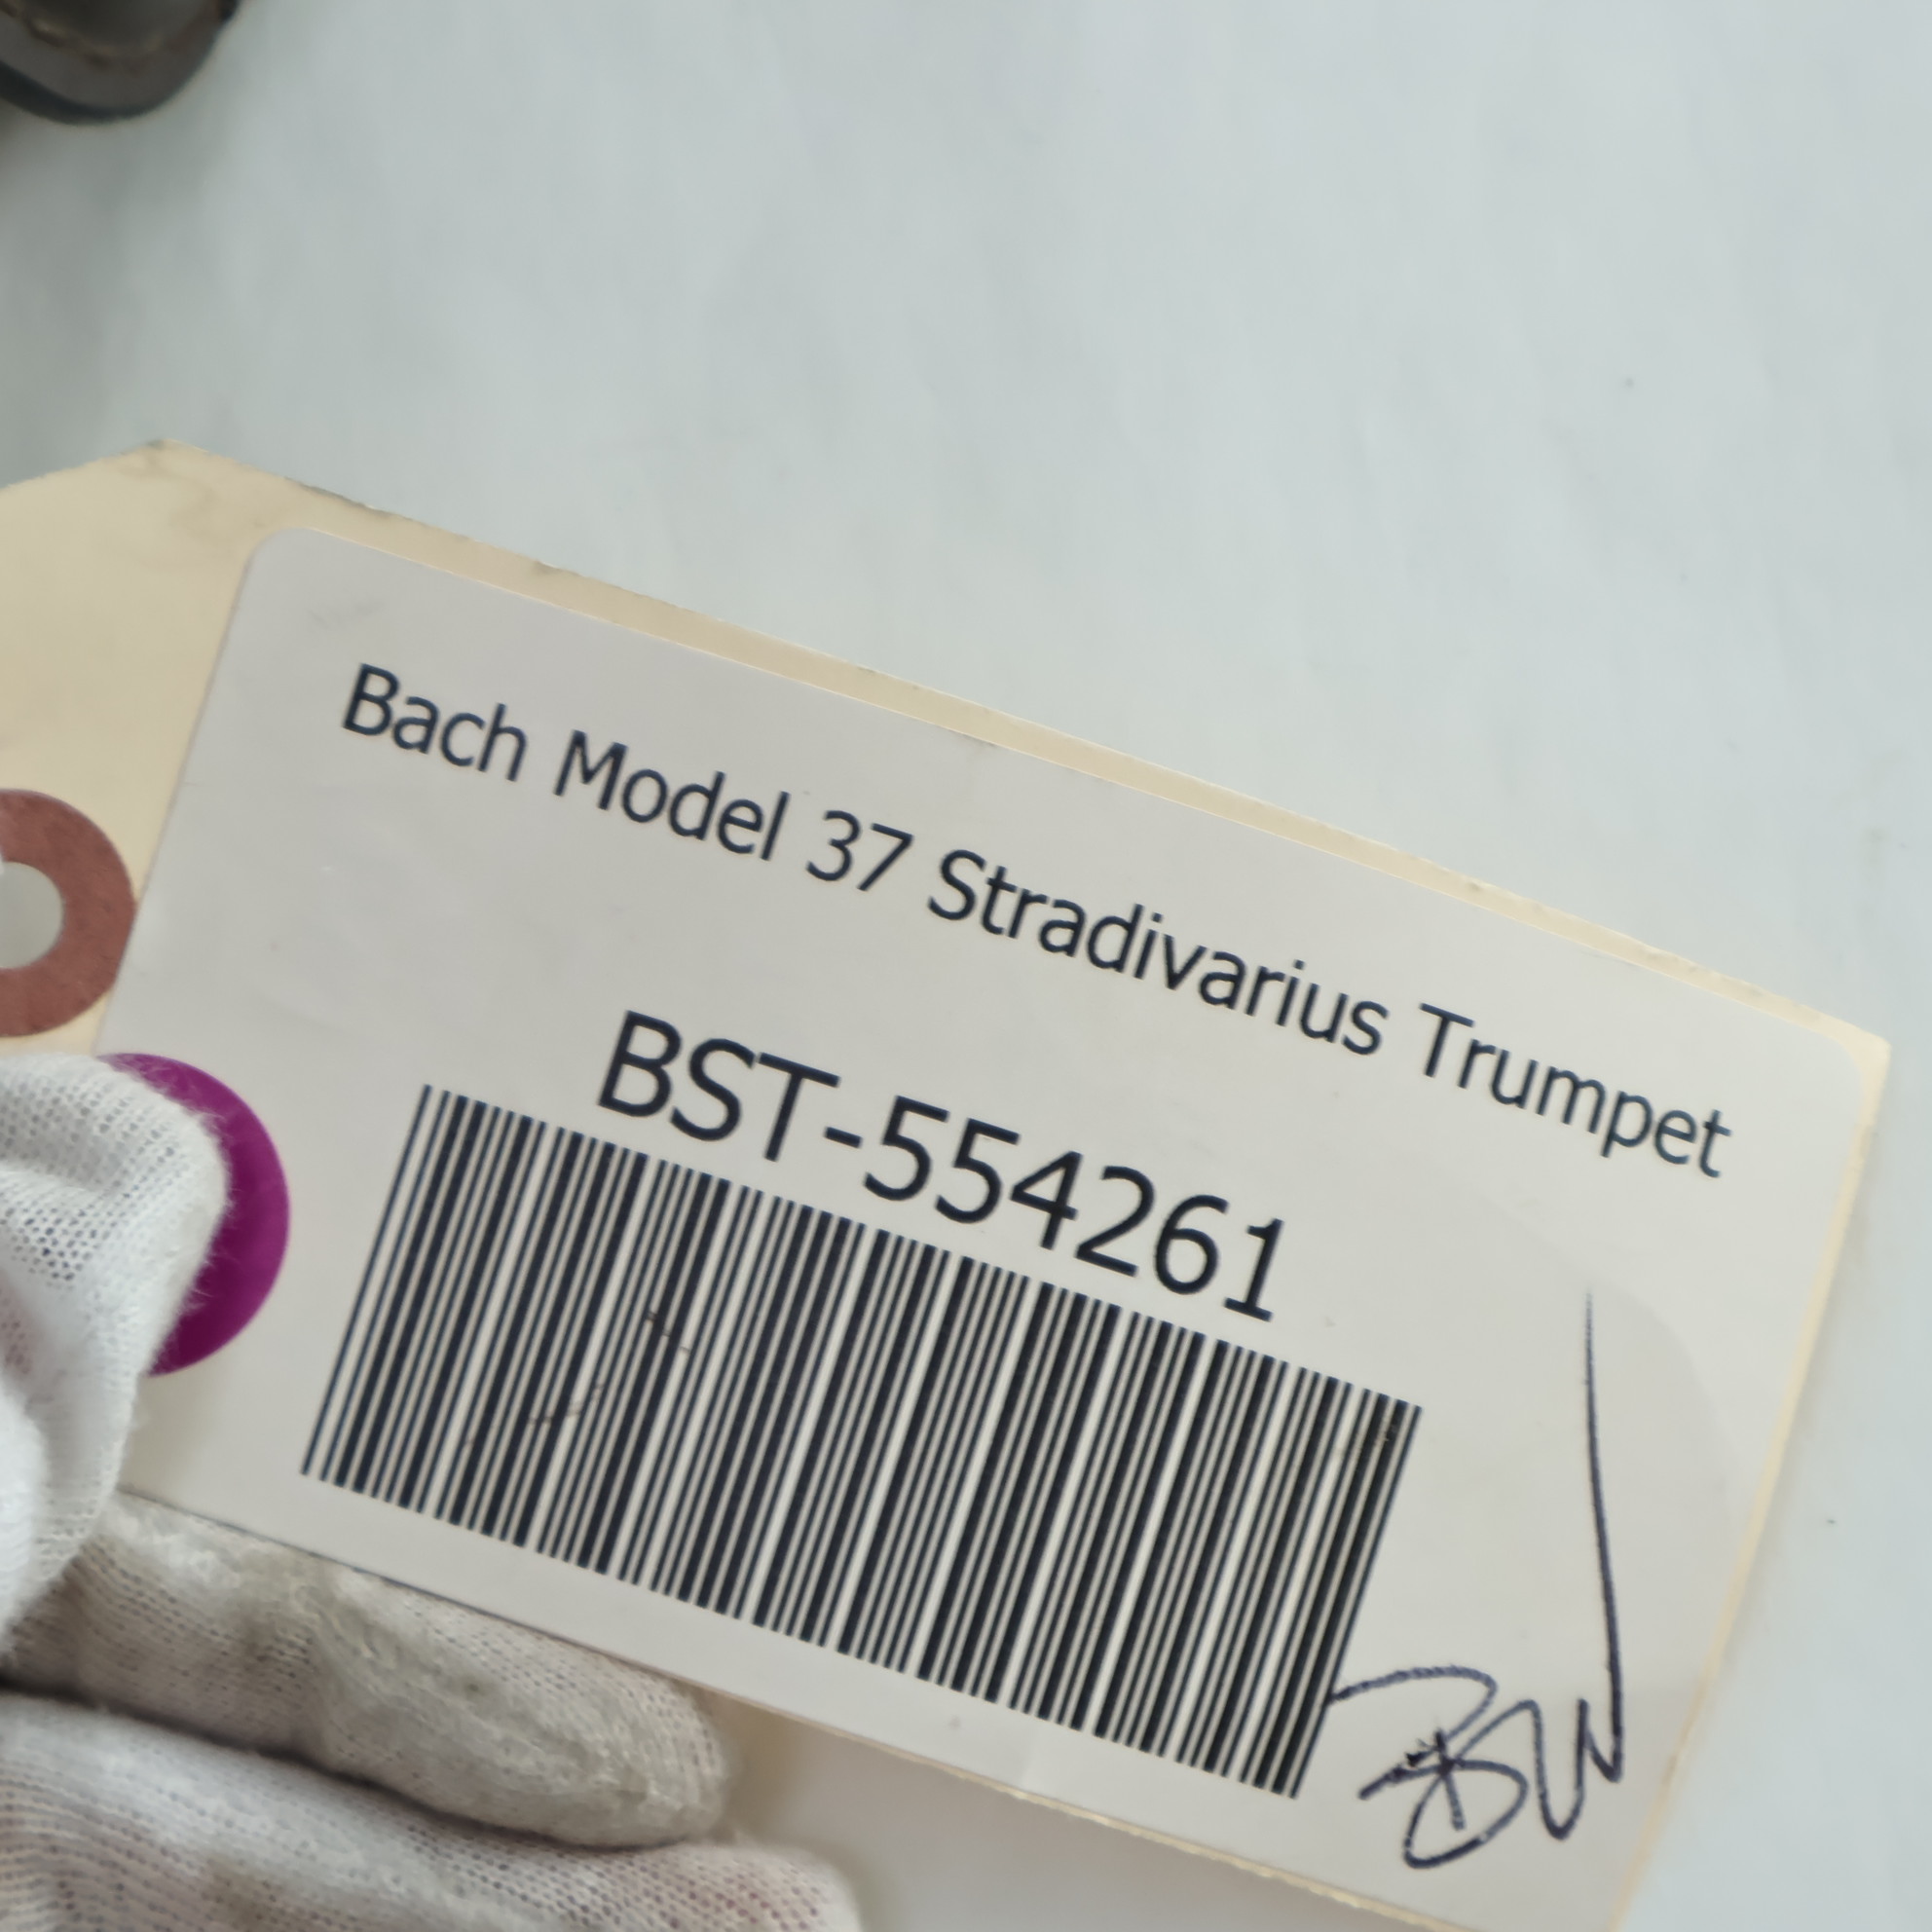 Bach Model 37 Stradivarius Trumpet
BST-554261
BW